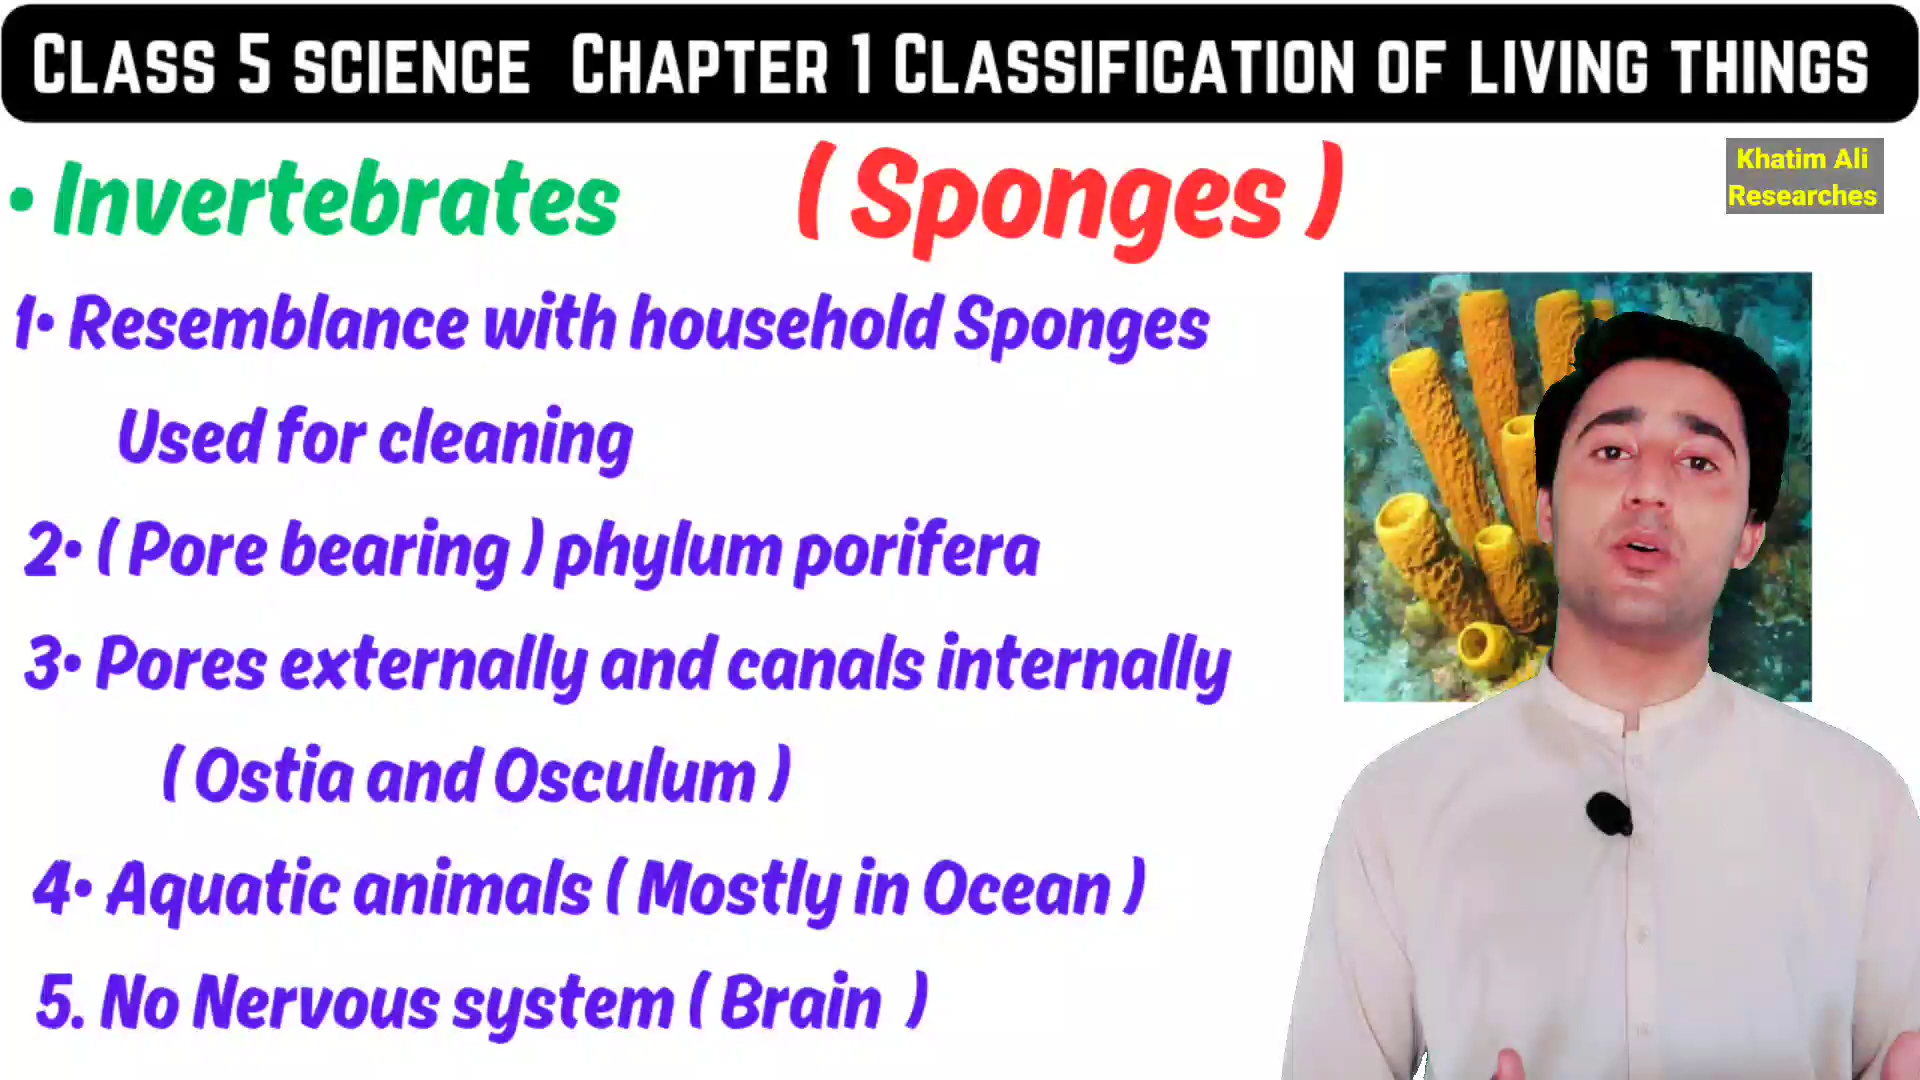 CLASS 5 SCIENCE CHAPTER 1 CLASSIFICATION OF LIVING THINGS
Khatim Ali
Researches
• Invertebrates ( Sponges )
1• Resemblance with household Sponges
Used for cleaning
2• ( Pore bearing ) phylum porifera
3• Pores externally and canals internally
( Ostia and Osculum )
4• Aquatic animals ( Mostly in Ocean )
5. No Nervous system ( Brain )